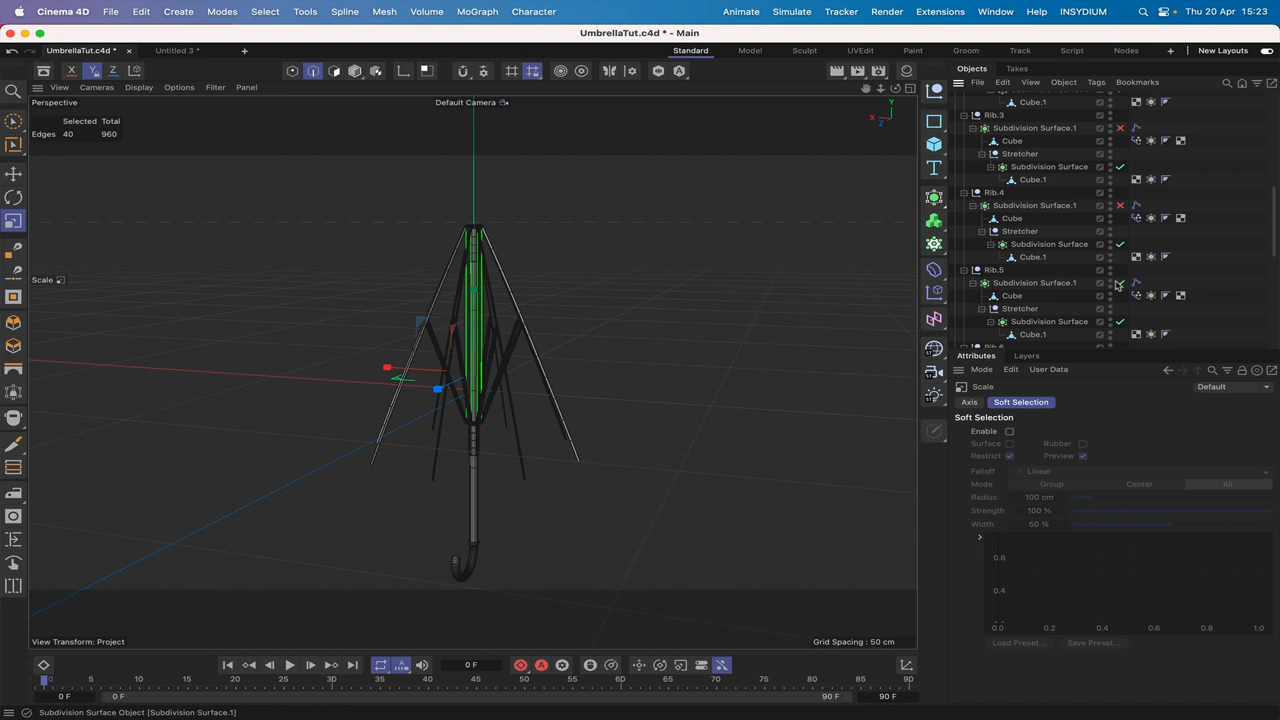 Cinema 4D File Edit Create Modes Select Tools Spline Mesh Volume MoGraph Character Animate Simulate Tracker Render Extensions Window Help INSYDIUM Thu 20 Apr 15:23
UmbrellaTut.c4d * - Main
UmbrellaTut.c4d * Untitled 3 * Standard Model Sculpt UVEdit Paint Groom Track Script Nodes New Layouts
X Y Z
Objects Takes
View Cameras Display Options Filter Panel
File Edit View Object Tags Bookmarks
Perspective
Default Camera
Y
X
Z
Selected Total
Edges 40 960
Scale
View Transform: Project
Grid Spacing : 50 cm
Cube.1
Rib.3
Subdivision Surface.1
Cube
Stretcher
Subdivision Surface
Cube.1
Rib.4
Subdivision Surface.1
Cube
Stretcher
Subdivision Surface
Cube.1
Rib.5
Subdivision Surface.1
Cube
Stretcher
Subdivision Surface
Cube.1
Attributes Layers
Mode Edit User Data
Scale Default
Axis Soft Selection
Soft Selection
Enable
Surface Rubber
Restrict Preview
Falloff Linear
Mode Group Center All
Radius 100 cm
Strength 100 %
Width 50 %
0.8
0.4
0.0 0.2 0.4 0.6 0.8 1.0
Load Preset... Save Preset...
0 F
0 5 10 15 20 25 30 35 40 45 50 55 60 65 70 75 80 85 90
0 F 0 F 90 F 90 F
Subdivision Surface Object [Subdivision Surface.1]